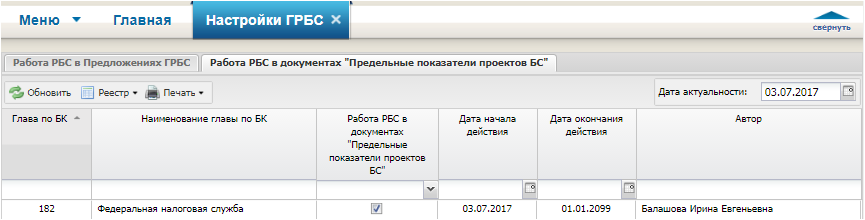 Меню Главная Настройки ГРБС
свернуть
Работа РБС в Предложениях ГРБС Работа РБС в документах "Предельные показатели проектов БС"
Обновить Реестр Печать Дата актуальности: 03.07.2017
Глава по БК Наименование главы по БК Работа РБС в документах "Предельные показатели проектов БС" Дата начала действия Дата окончания действия Автор
182 Федеральная налоговая служба 03.07.2017 01.01.2099 Балашова Ирина Евгеньевна